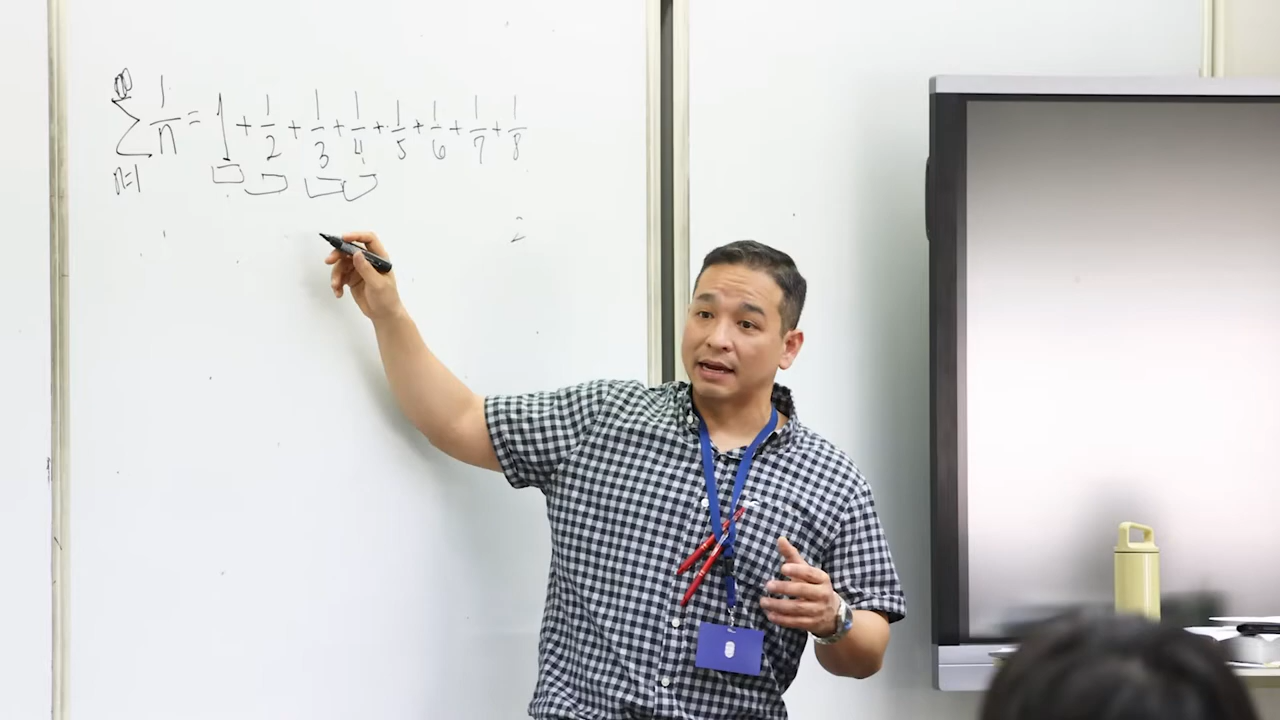 ∞
∑ 1/n = 1 + 1/2 + 1/3 + 1/4 + 1/5 + 1/6 + 1/7 + 1/8
n=1
2